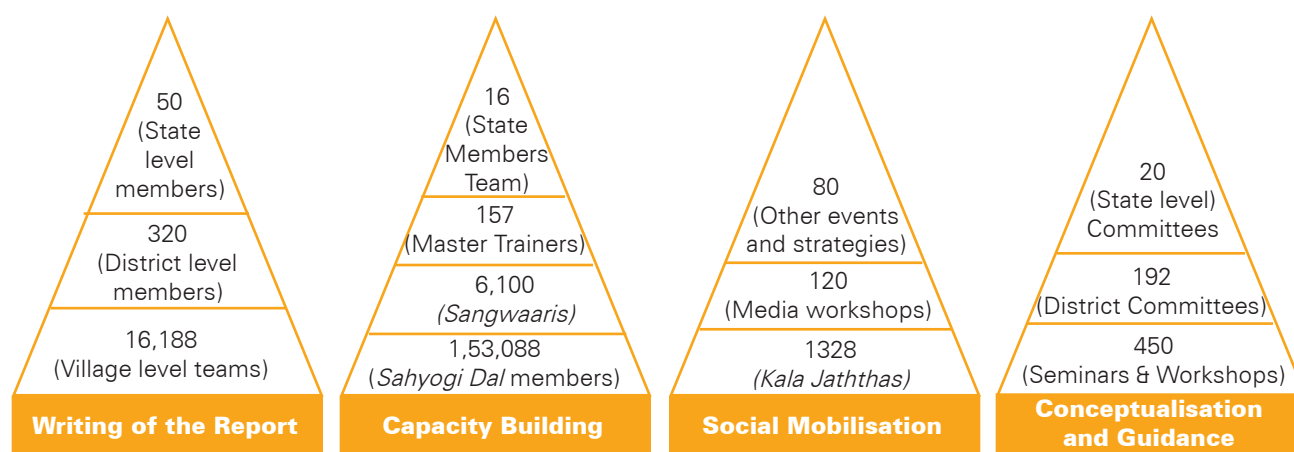 50
(State
level
members)
320
(District level
members)
16,188
(Village level teams)
Writing of the Report
16
(State
Members
Team)
157
(Master Trainers)
6,100
(Sangwaaris)
1,53,088
(Sahyogi Dal members)
Capacity Building
80
(Other events
and strategies)
120
(Media workshops)
1328
(Kala Jaththas)
Social Mobilisation
20
(State level)
Committees
192
(District Committees)
450
(Seminars & Workshops)
Conceptualisation
and Guidance